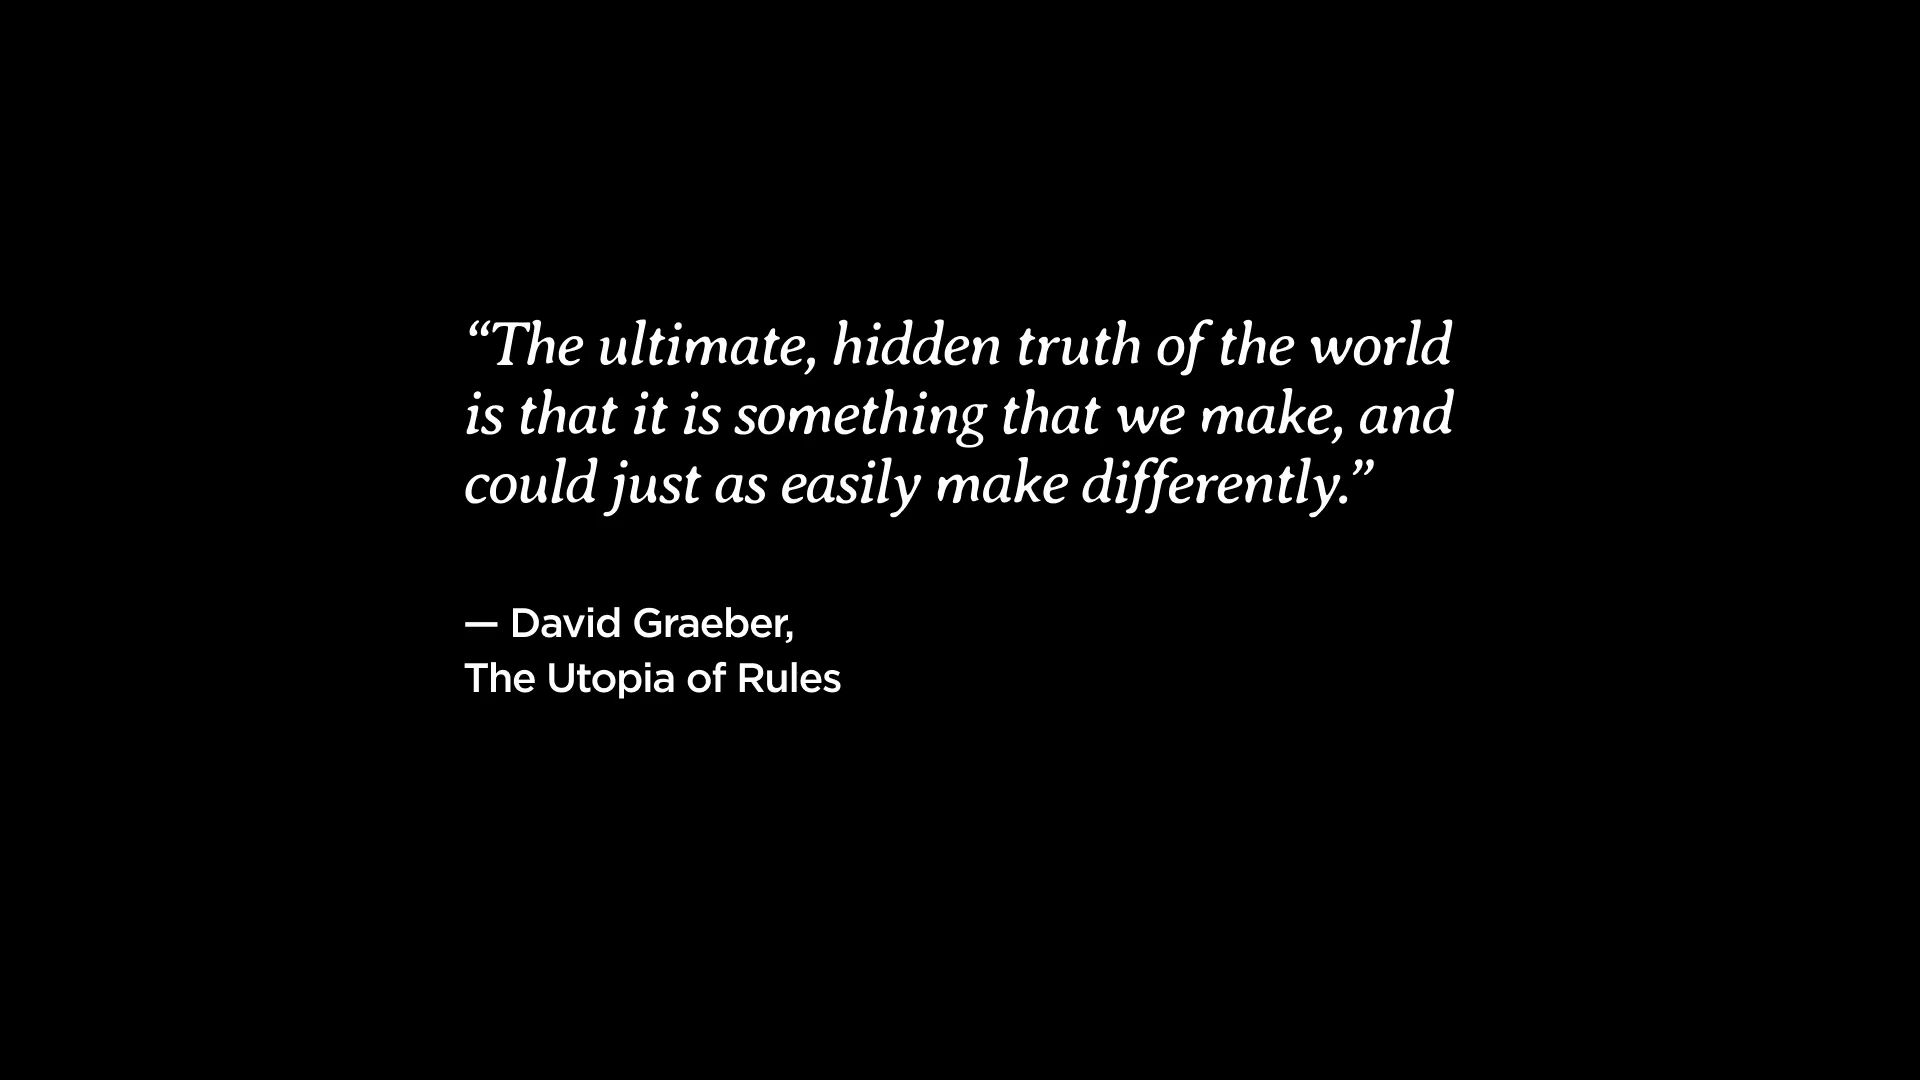 “The ultimate, hidden truth of the world
is that it is something that we make, and
could just as easily make differently.”
— David Graeber,
The Utopia of Rules